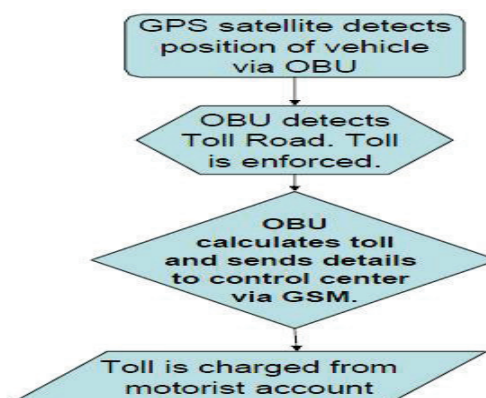 GPS satellite detects
position of vehicle
via OBU
OBU detects
Toll Road. Toll
is enforced.
OBU
calculates toll
and sends details
to control center
via GSM.
Toll is charged from
motorist account